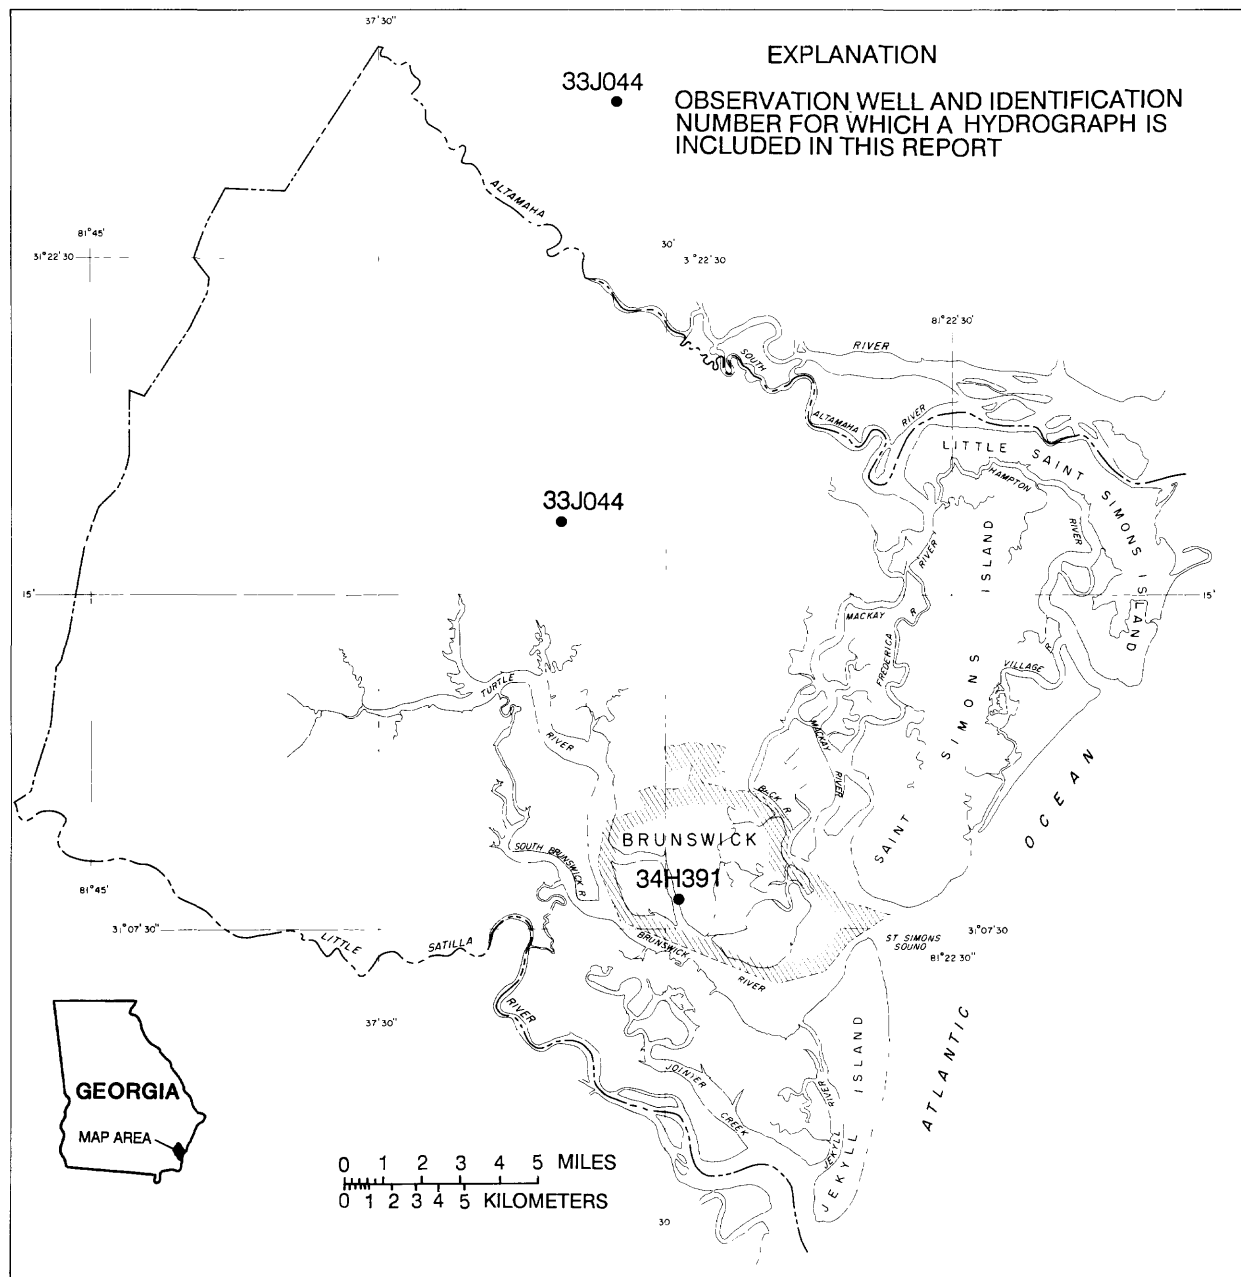 37°30'
EXPLANATION
33J044
OBSERVATION WELL AND IDENTIFICATION
NUMBER FOR WHICH A HYDROGRAPH IS
INCLUDED IN THIS REPORT
ALTAMAHA
81°45'
31°22'30
30'
3 22'30
81°22'30'
SOUTH
RIVER
ALTAMAHA
RIVER
LITTLE SAINT SIMONS ISLAND
HAMPTON
RIVER
33J044
15'
15'
RIVER
MACKAY
FREDERICA R
SAINT SIMONS ISLAND
VILLAGE R
TURTLE
RIVER
MACKAY
RIVER
BACK R
OCEAN
BRUNSWICK
SOUTH BRUNSWICK R
34H391
81°45'
31°07'30"
31°07'30
LITTLE
SATILLA
RIVER
BRUNSWICK
RIVER
ST SIMONS
SOUND
81°22'30"
37'30"
GEORGIA
MAP AREA
JOINTER
CREEK
JEKYLL
RIVER
JEKYLL ISLAND
ATLANTIC
0 1 2 3 4 5 MILES
0 1 2 3 4 5 KILOMETERS
30